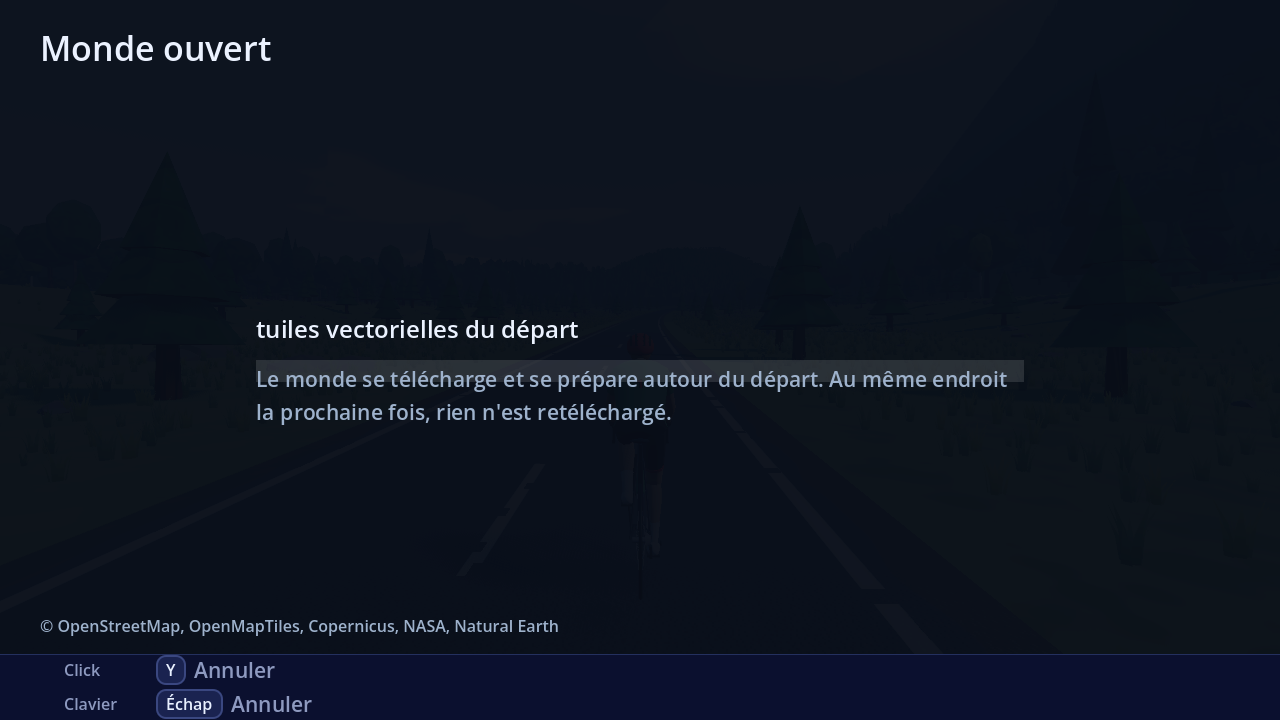 Monde ouvert
tuiles vectorielles du départ
Le monde se télécharge et se prépare autour du départ. Au même endroit
la prochaine fois, rien n'est retéléchargé.
© OpenStreetMap, OpenMapTiles, Copernicus, NASA, Natural Earth
Click Y Annuler
Clavier Échap Annuler